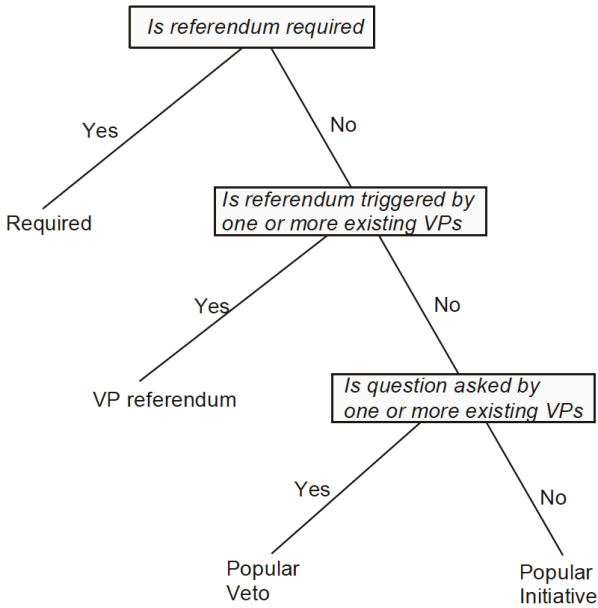 Is referendum required
Yes
No
Required
Is referendum triggered by
one or more existing VPs
Yes
No
VP referendum
Is question asked by
one or more existing VPs
Yes
No
Popular
Veto
Popular
Initiative